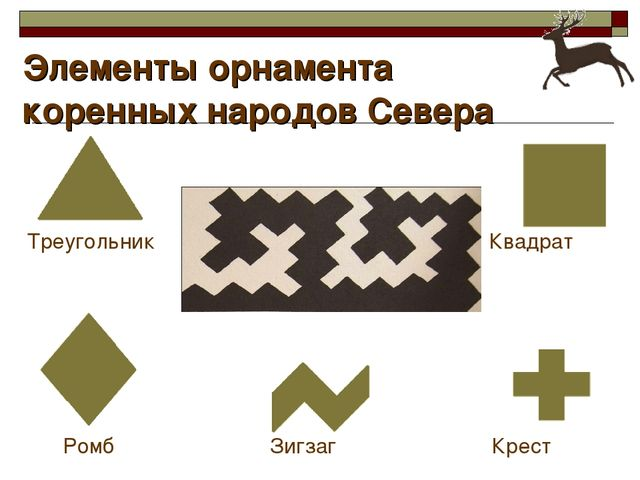 Элементы орнамента
коренных народов Севера
Треугольник
Квадрат
Ромб
Зигзаг
Крест